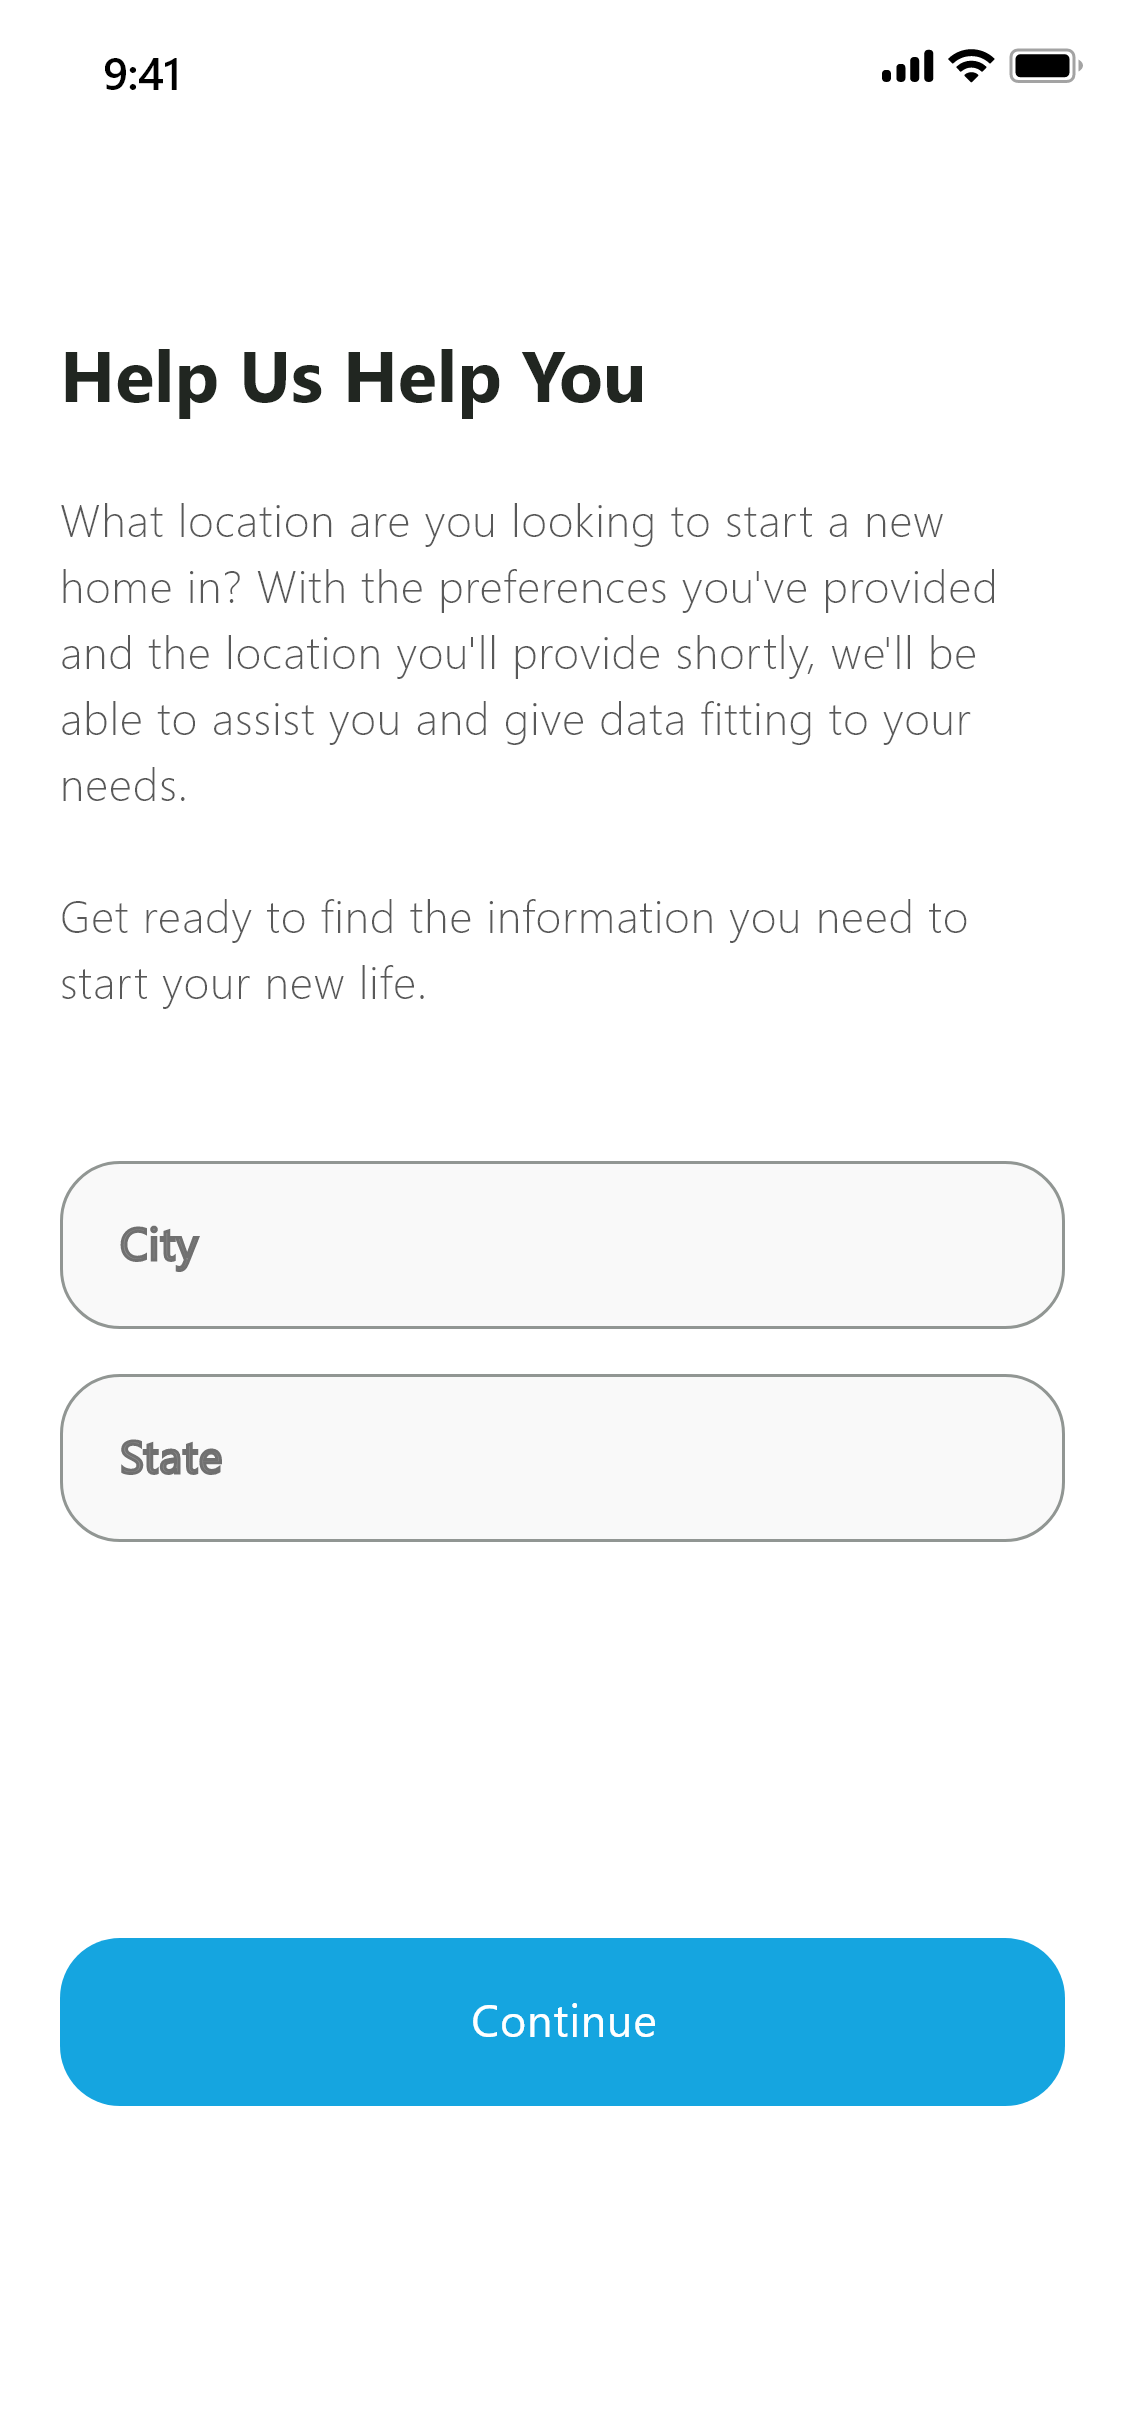 9:41
Help Us Help You
What location are you looking to start a new
home in? With the preferences you've provided
and the location you'll provide shortly, we'll be
able to assist you and give data fitting to your
needs.
Get ready to find the information you need to
start your new life.
City
State
Continue